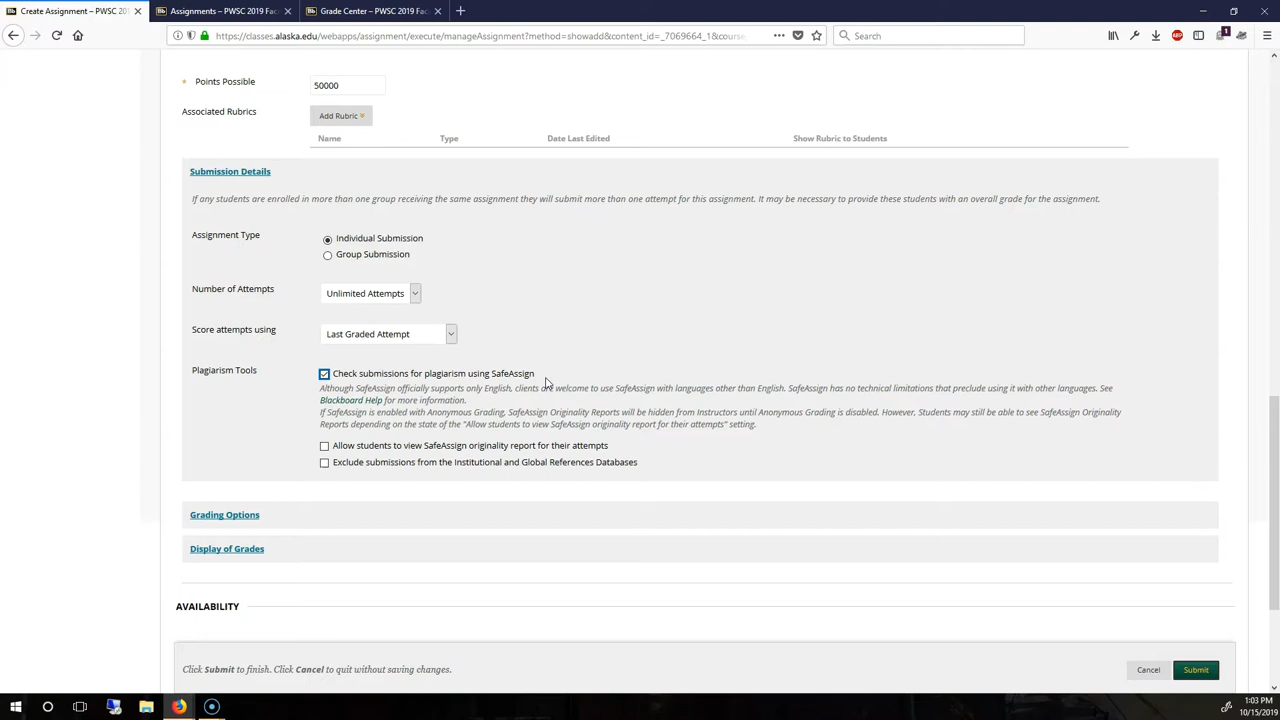 Create Assignment – PWSC 2019 F
Assignments – PWSC 2019 Fac
Grade Center – PWSC 2019 Fac
https://classes.alaska.edu/webapps/assignment/execute/manageAssignment?method=showadd&content_id=_7069664_1&cours
Search
ABP
1
Points Possible
50000
Associated Rubrics
Add Rubric
Name Type Date Last Edited Show Rubric to Students
Submission Details
If any students are enrolled in more than one group receiving the same assignment they will submit more than one attempt for this assignment. It may be necessary to provide these students with an overall grade for the assignment.
Assignment Type
Individual Submission
Group Submission
Number of Attempts
Unlimited Attempts
Score attempts using
Last Graded Attempt
Plagiarism Tools
Check submissions for plagiarism using SafeAssign
Although SafeAssign officially supports only English, clients are welcome to use SafeAssign with languages other than English. SafeAssign has no technical limitations that preclude using it with other languages. See
Blackboard Help for more information.
If SafeAssign is enabled with Anonymous Grading, SafeAssign Originality Reports will be hidden from Instructors until Anonymous Grading is disabled. However, Students may still be able to see SafeAssign Originality
Reports depending on the state of the "Allow students to view SafeAssign originality report for their attempts" setting.
Allow students to view SafeAssign originality report for their attempts
Exclude submissions from the Institutional and Global References Databases
Grading Options
Display of Grades
AVAILABILITY
Click Submit to finish. Click Cancel to quit without saving changes.
Cancel
Submit
1:03 PM
10/15/2019